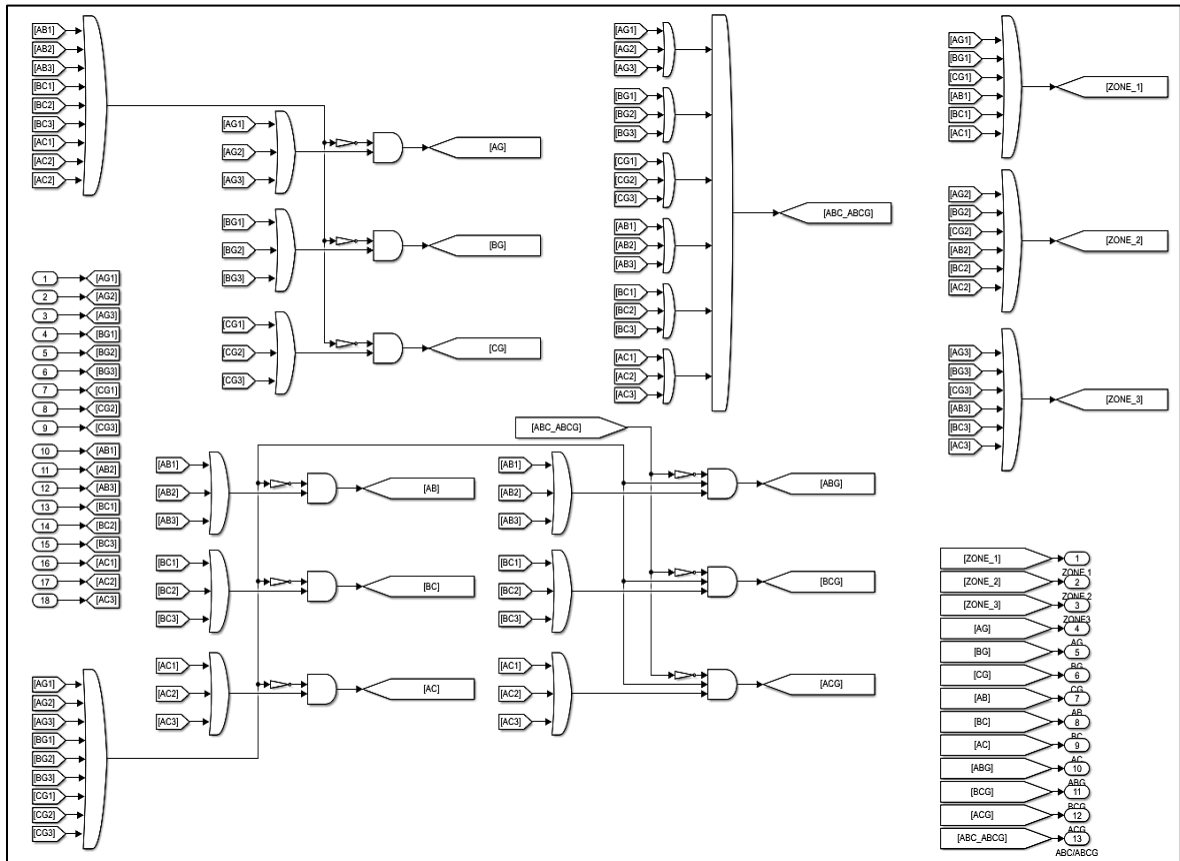 [AB1]
[AB2]
[AB3]
[BC1]
[BC2]
[BC3]
[AC1]
[AC2]
[AC2]
[AG1]
[AG2]
[AG3]
[AG]
[BG1]
[BG2]
[BG3]
[BG]
[CG1]
[CG2]
[CG3]
[CG]
[AG1]
[AG2]
[AG3]
[BG1]
[BG2]
[BG3]
[CG1]
[CG2]
[CG3]
[AB1]
[AB2]
[AB3]
[BC1]
[BC2]
[BC3]
[AC1]
[AC2]
[AC3]
[ABC_ABCG]
[AG1]
[BG1]
[CG1]
[AB1]
[BC1]
[AC1]
[ZONE_1]
[AG2]
[BG2]
[CG2]
[AB2]
[BC2]
[AC2]
[ZONE_2]
[AG3]
[BG3]
[CG3]
[AB3]
[BC3]
[AC3]
[ZONE_3]
1 [AG1]
2 [AG2]
3 [AG3]
4 [BG1]
5 [BG2]
6 [BG3]
7 [CG1]
8 [CG2]
9 [CG3]
10 [AB1]
11 [AB2]
12 [AB3]
13 [BC1]
14 [BC2]
15 [BC3]
16 [AC1]
17 [AC2]
18 [AC3]
[AB1]
[AB2]
[AB3]
[AB]
[BC1]
[BC2]
[BC3]
[BC]
[AC1]
[AC2]
[AC3]
[AC]
[ABC_ABCG]
[AB1]
[AB2]
[AB3]
[ABG]
[BC1]
[BC2]
[BC3]
[BCG]
[AC1]
[AC2]
[AC3]
[ACG]
[AG1]
[AG2]
[AG3]
[BG1]
[BG2]
[BG3]
[CG1]
[CG2]
[CG3]
[ZONE_1] 1
ZONE_1
[ZONE_2] 2
ZONE_2
[ZONE_3] 3
ZONE3
[AG] 4
AG
[BG] 5
BG
[CG] 6
CG
[AB] 7
AB
[BC] 8
BC
[AC] 9
AC
[ABG] 10
ABG
[BCG] 11
BCG
[ACG] 12
ACG
[ABC_ABCG] 13
ABC/ABCG